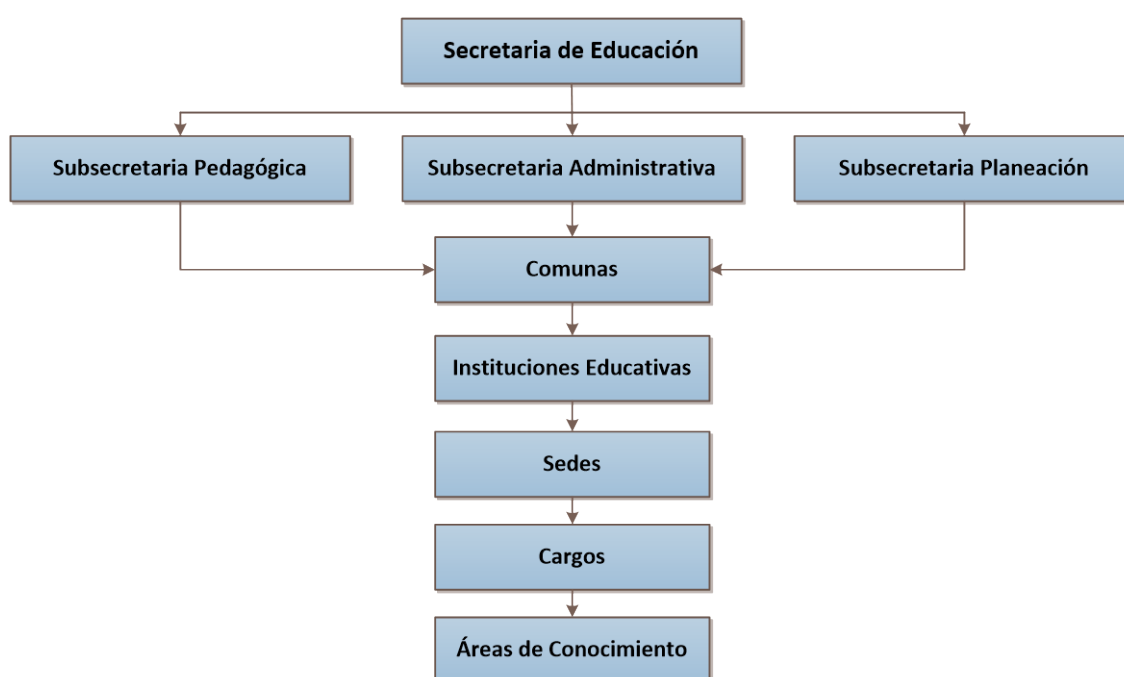 Secretaria de Educación
Subsecretaria Pedagógica
Subsecretaria Administrativa
Subsecretaria Planeación
Comunas
Instituciones Educativas
Sedes
Cargos
Áreas de Conocimiento